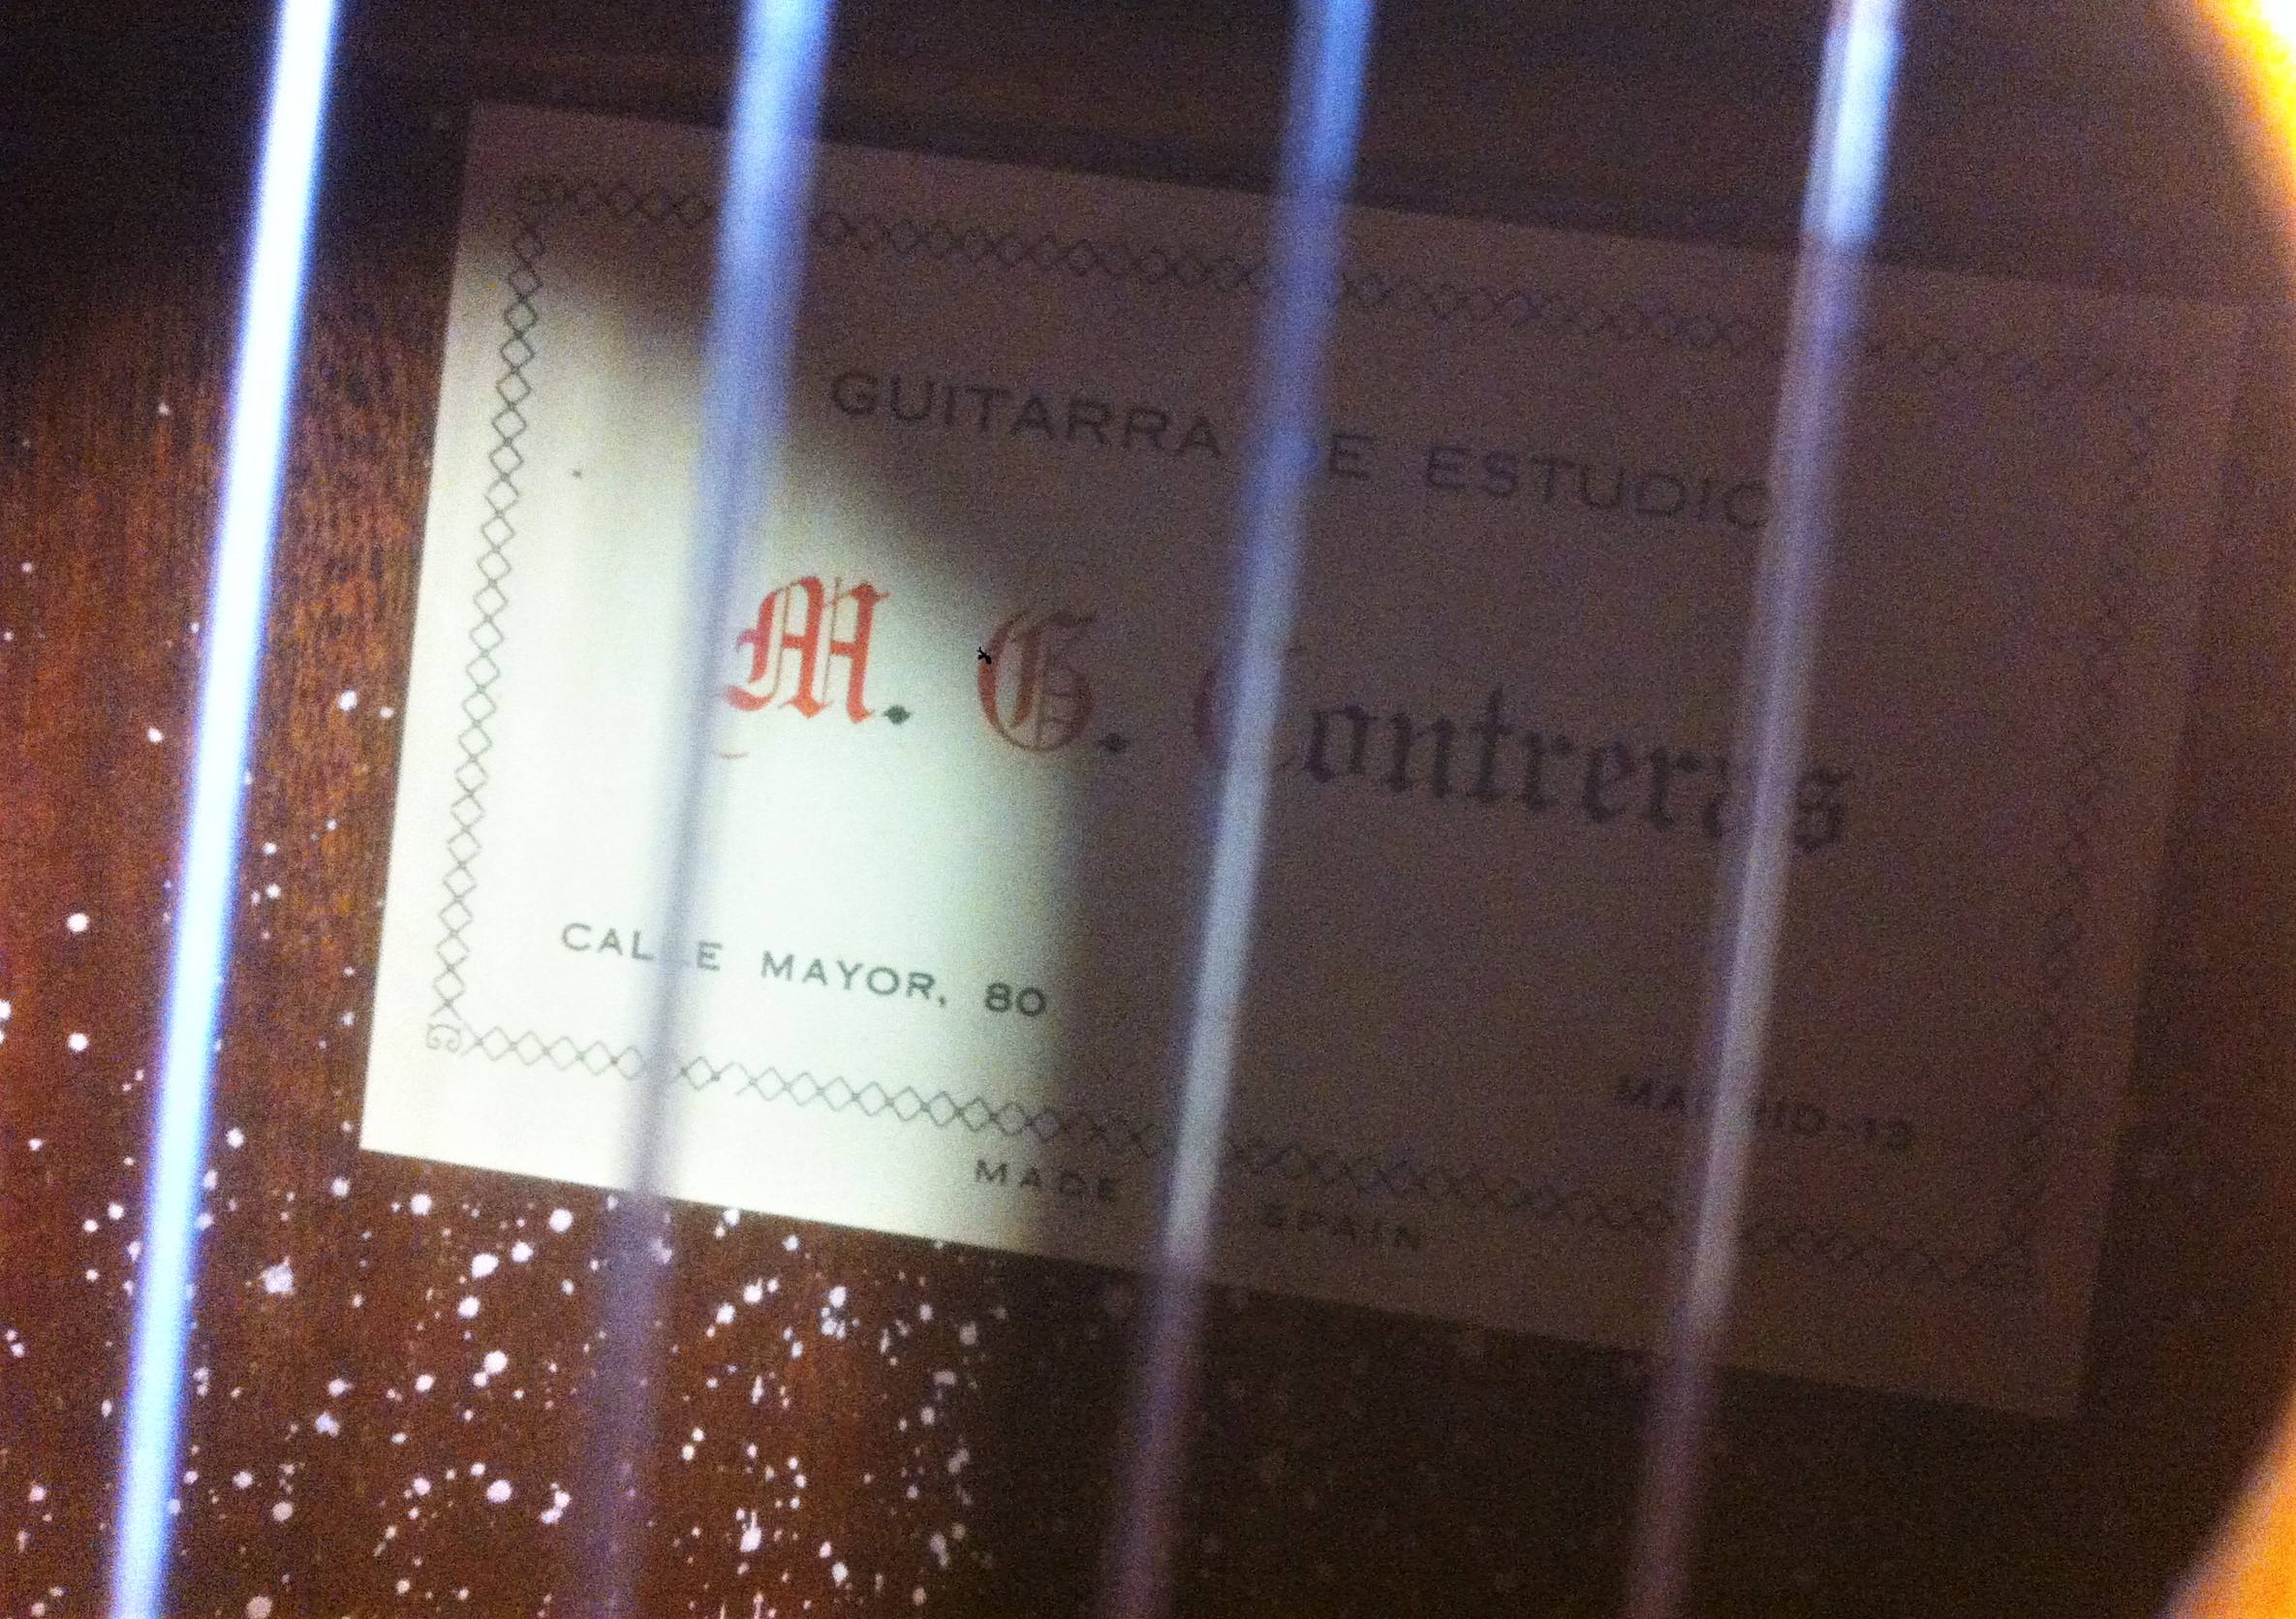 GUITARRA DE ESTUDIO
M. G. Contreras
CALLE MAYOR, 80
MADRID-13
MADE IN SPAIN